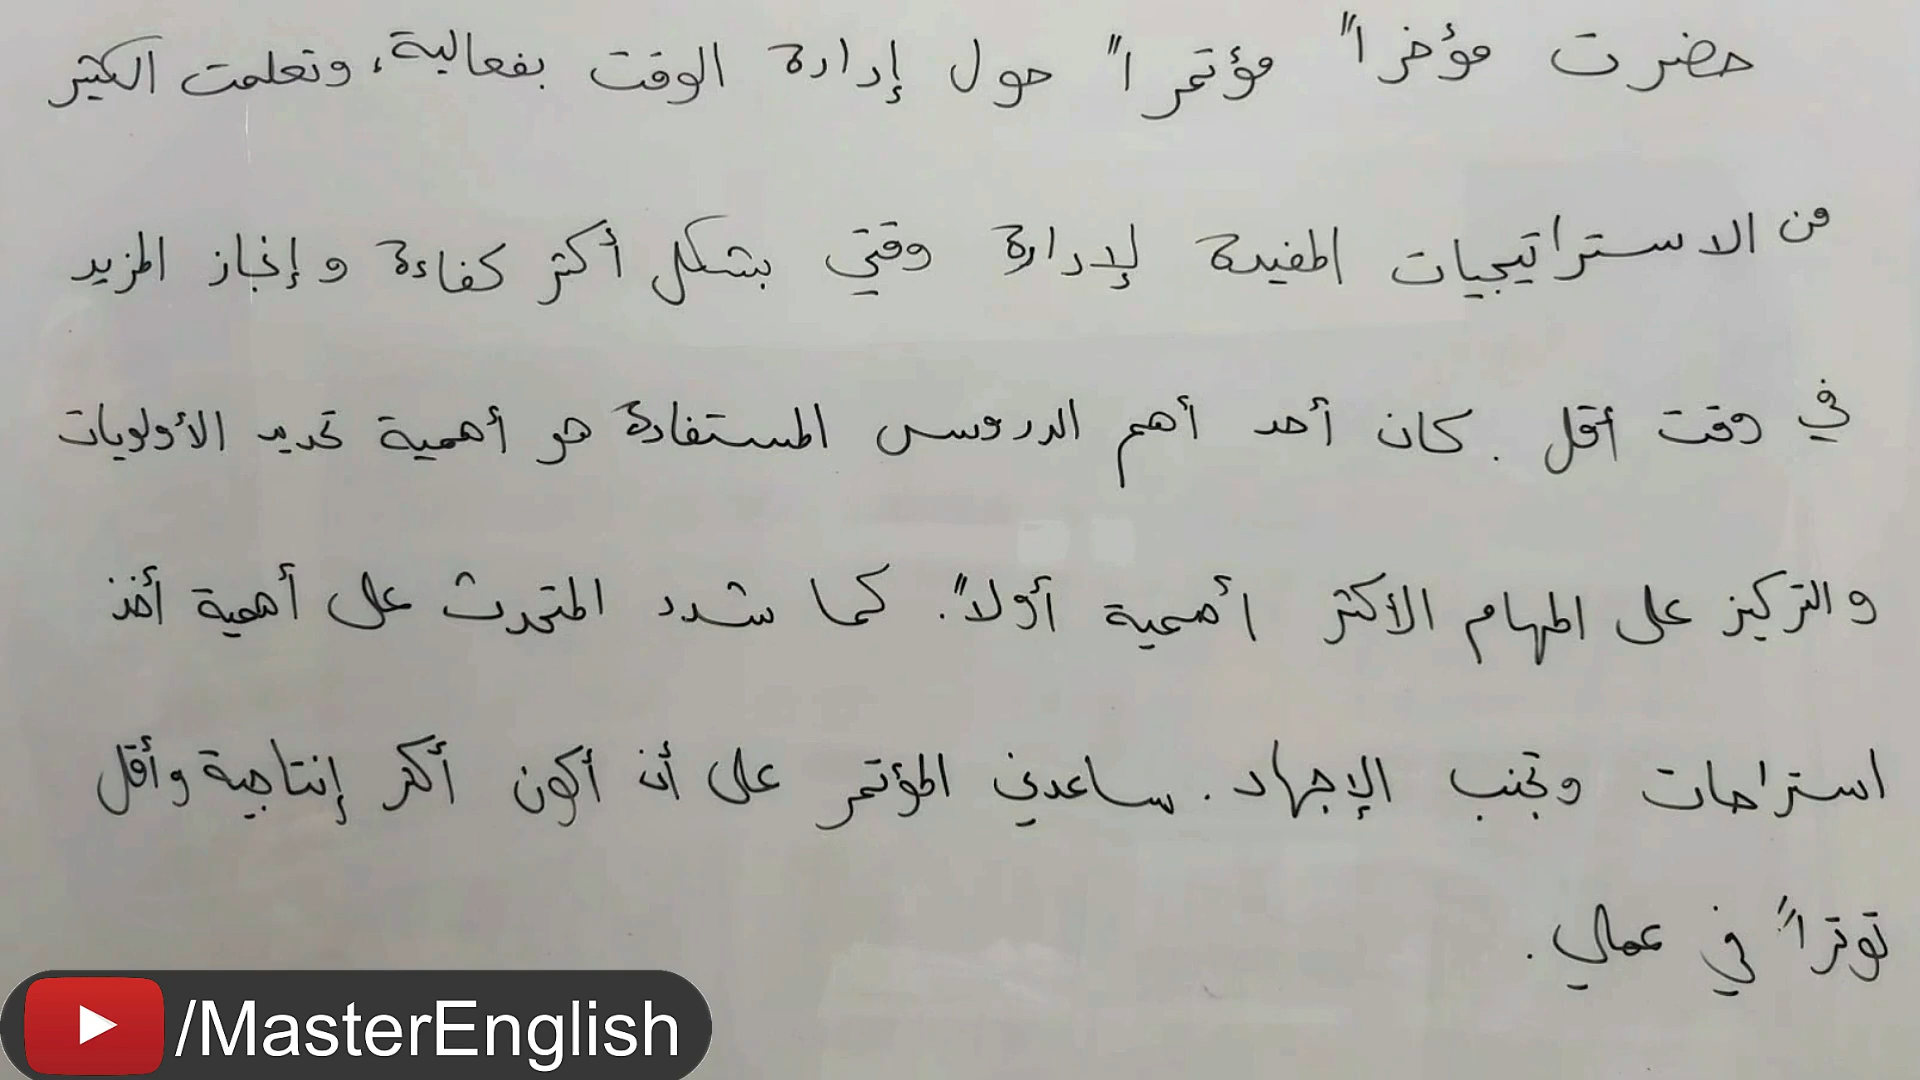 حضرت مؤخراً مؤتمراً حول إدارة الوقت بفعالية، وتعلمت الكثير
من الاستراتيجيات المفيدة لإدارة وقتي بشكل أكثر كفاءة و إنجاز المزيد
في وقت أقل. كان أحد أهم الدروس المستفادة هو أهمية تحديد الأولويات
والتركيز على المهام الأكثر أهمية أولاً. كما شدد المتحدث على أهمية أخذ
استراحات وتجنب الإجهاد. ساعدني المؤتمر على أن أكون أكثر إنتاجية وأقل
توتراً في عملي.
/MasterEnglish